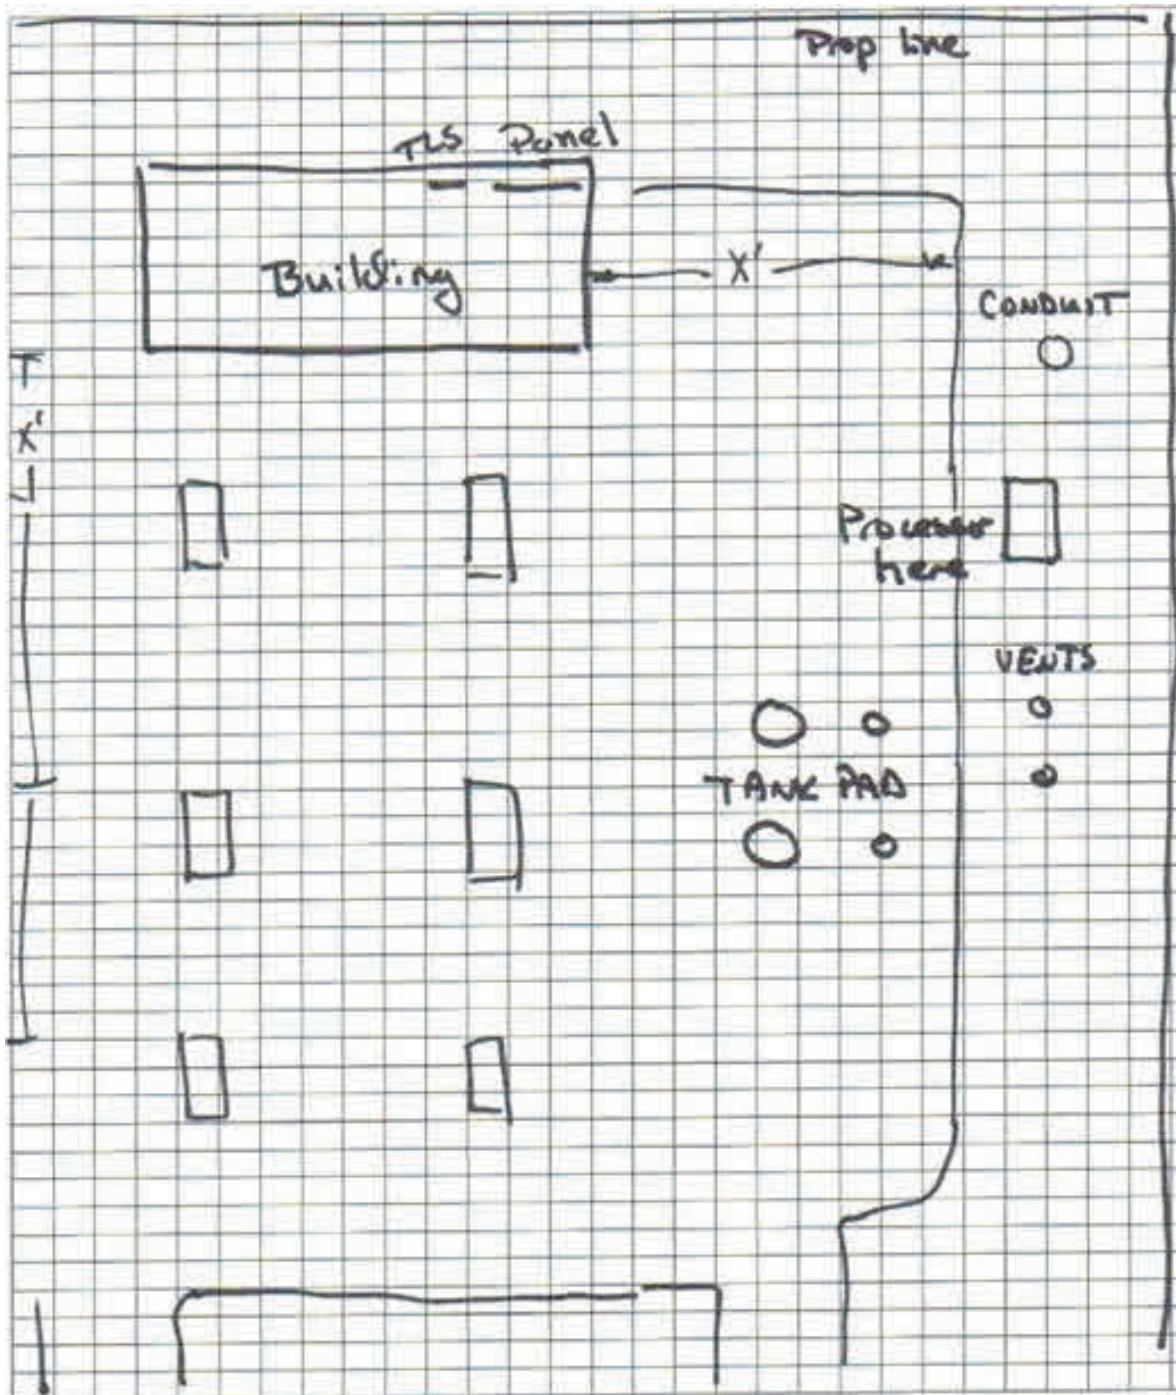 Prop line
TLS Panel
Building
X'
CONDUIT
X'
Processor
here
VENTS
TANK PAD